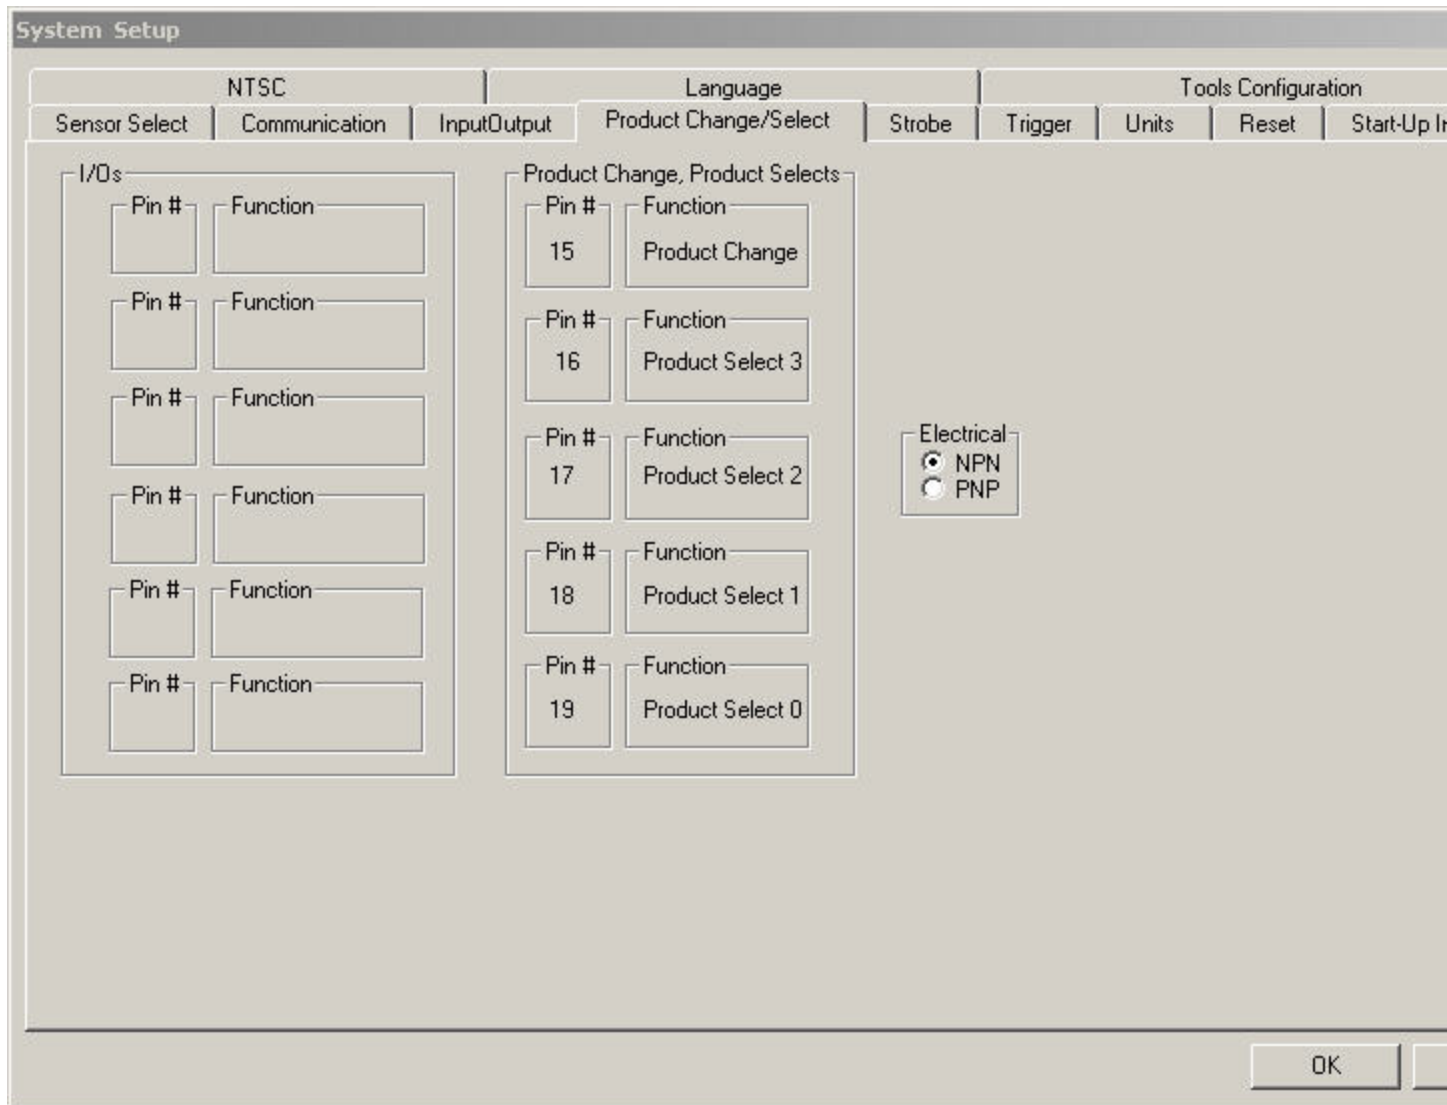 System Setup
NTSC
Language
Tools Configuration
Sensor Select
Communication
InputOutput
Product Change/Select
Strobe
Trigger
Units
Reset
Start-Up
I/Os
Pin #
Function
Pin #
Function
Pin #
Function
Pin #
Function
Pin #
Function
Pin #
Function
Product Change, Product Selects
Pin #
Function
15
Product Change
Pin #
Function
16
Product Select 3
Pin #
Function
17
Product Select 2
Pin #
Function
18
Product Select 1
Pin #
Function
19
Product Select 0
Electrical
NPN
PNP
OK